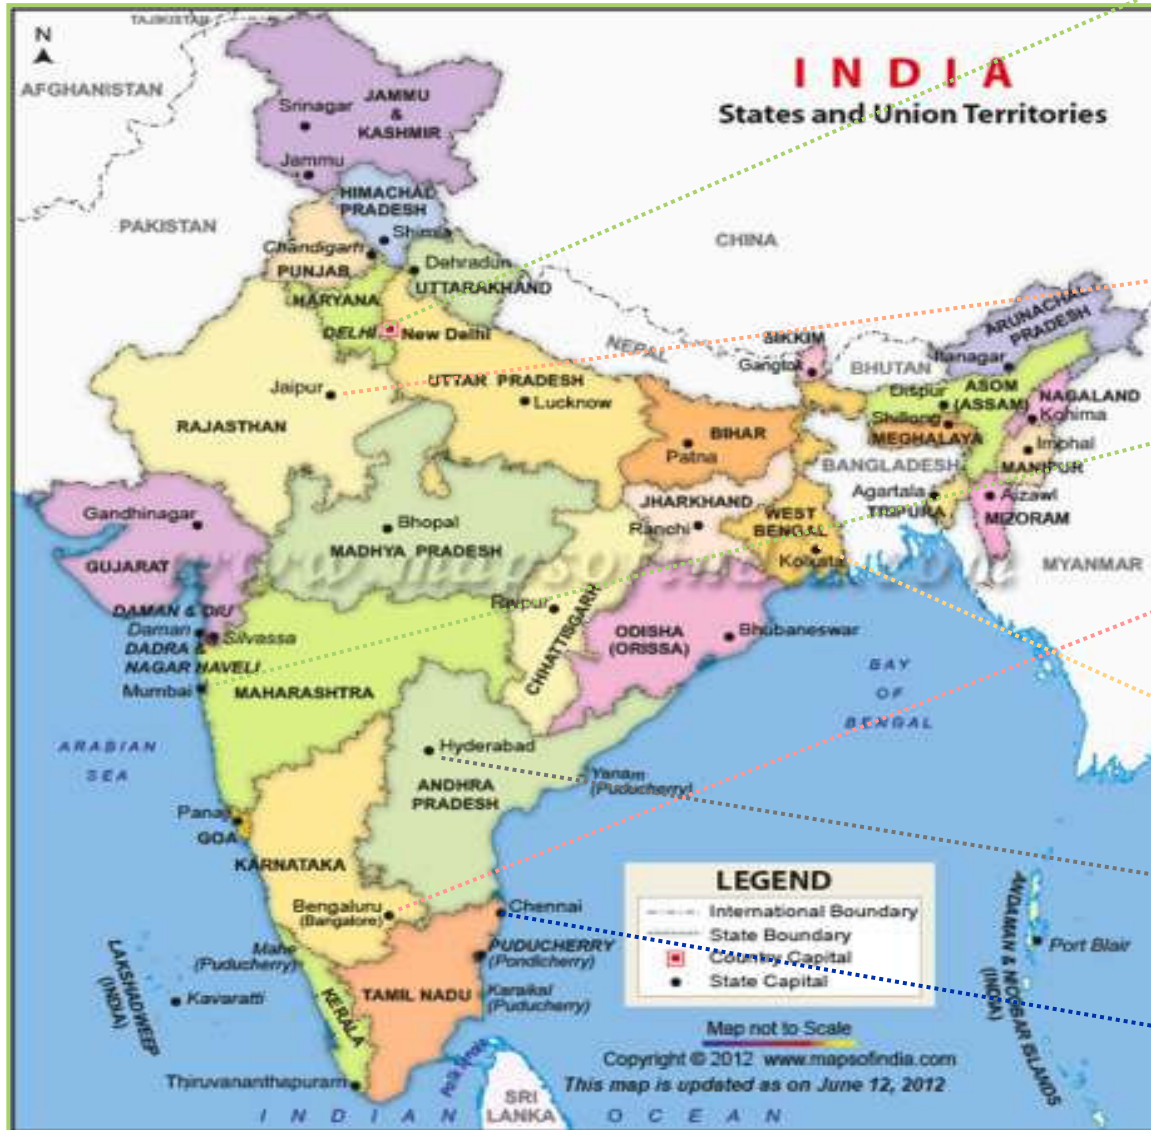 TAJIKISTAN
N
AFGHANISTAN
INDIA
States and Union Territories
JAMMU
&
KASHMIR
Srinagar
Jammu
HIMACHAL
PRADESH
PAKISTAN
Shimla
CHINA
Chandigarh
PUNJAB
Dehradun
UTTARAKHAND
HARYANA
DELHI
New Delhi
NEPAL
SIKKIM
Gangtok
BHUTAN
ARUNACHAL
PRADESH
Itanagar
Jaipur
RAJASTHAN
UTTAR PRADESH
Lucknow
Dispur
ASOM
(ASSAM)
NAGALAND
Kohima
Shillong
MEGHALAYA
BIHAR
Patna
Imphal
MANIPUR
BANGLADESH
Agartala
TRIPURA
Aizawl
MIZORAM
JHARKHAND
Ranchi
WEST
BENGAL
Kolkata
Gandhinagar
GUJARAT
Bhopal
MADHYA PRADESH
www.mapsofindia.com
MYANMAR
DAMAN & DIU
Daman
Silvassa
DADRA &
NAGAR HAVELI
Mumbai
MAHARASHTRA
Raipur
CHHATTISGARH
ODISHA
(ORISSA)
Bhubaneswar
BAY
OF
BENGAL
ARABIAN
SEA
Hyderabad
ANDHRA
PRADESH
Yanam
(Puducherry)
Panaji
GOA
KARNATAKA
Bengaluru
(Bangalore)
Chennai
Mahe
(Puducherry)
PUDUCHERRY
(Pondicherry)
TAMIL NADU
Karaikal
(Puducherry)
KERALA
LAKSHADWEEP
(INDIA)
Kavaratti
Thiruvananthapuram
Palk Strait
SRI
LANKA
INDIAN OCEAN
LEGEND
International Boundary
State Boundary
Country Capital
State Capital
Map not to Scale
Copyright © 2012 www.mapsofindia.com
This map is updated as on June 12, 2012
ANDAMAN & NICOBAR ISLANDS
(INDIA)
Port Blair